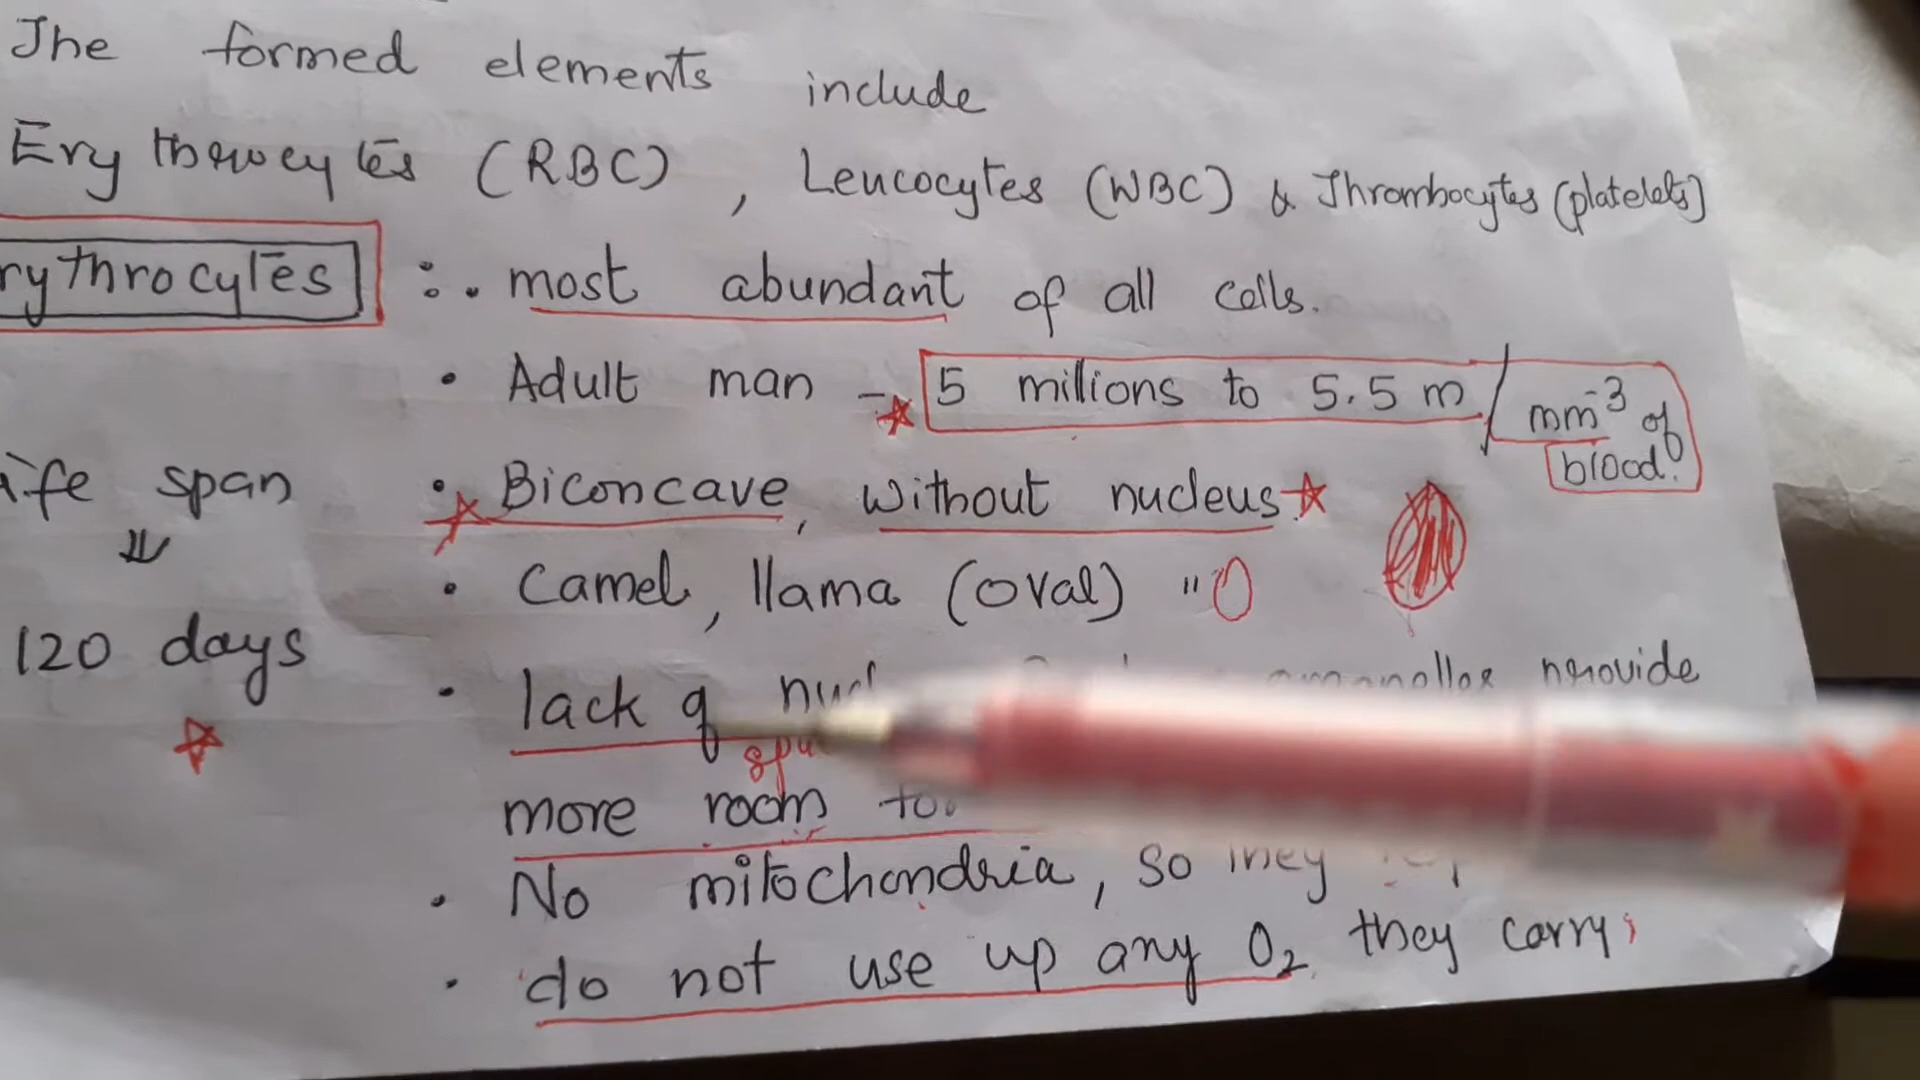 The formed elements include
Erythrocytes (RBC), Leucocytes (WBC) & Thrombocytes (platelets)
rythrocytes : • most abundant of all cells.
• Adult man - 5 millions to 5.5 m / mm⁻³ of blood.
ife span • Biconcave, without nucleus.
• Camel, llama (oval) "
120 days
• lack of provide
more room
• No mitochondria, so they
• do not use up any O₂ they carry